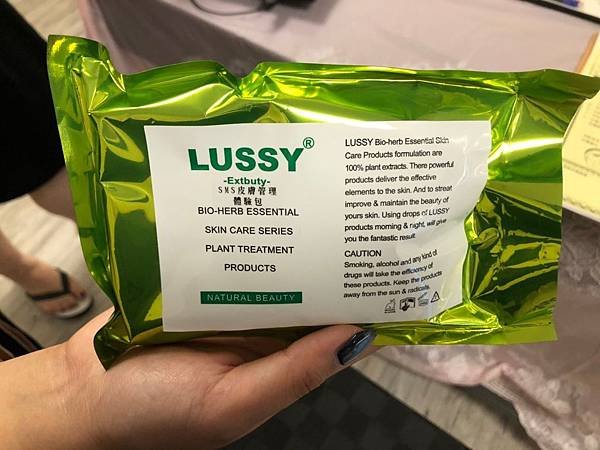 LUSSY®
-Extbuty-
SMS皮膚管理
體驗包
BIO-HERB ESSENTIAL
SKIN CARE SERIES
PLANT TREATMENT
PRODUCTS
NATURAL BEAUTY
LUSSY Bio-herb Essential Skin
Care Products formulation are
100% plant extracts. There powerful
products deliver the effective
elements to the skin. And to streat
improve & maintain the beauty of
yours skin. Using drops of LUSSY
products morning & night, will give
you the fantastic result.
CAUTION
Smoking, alcohol and any kind of
drugs will take the efficiency of
these products. Keep the products
away from the sun & radicals.